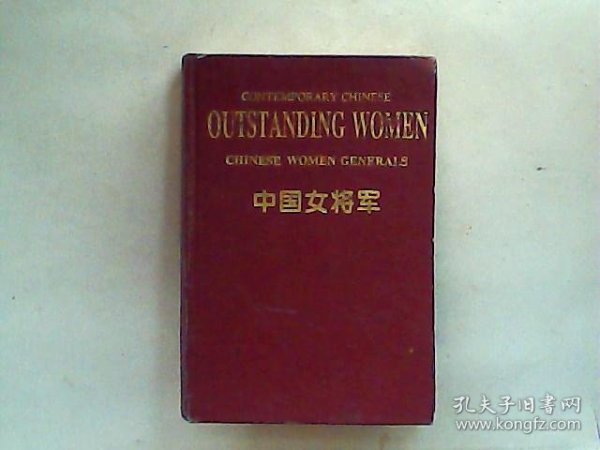 CONTEMPORARY CHINESE
OUTSTANDING WOMEN
CHINESE WOMEN GENERALS
中国女将军
孔夫子旧書网
www.kongfz.com